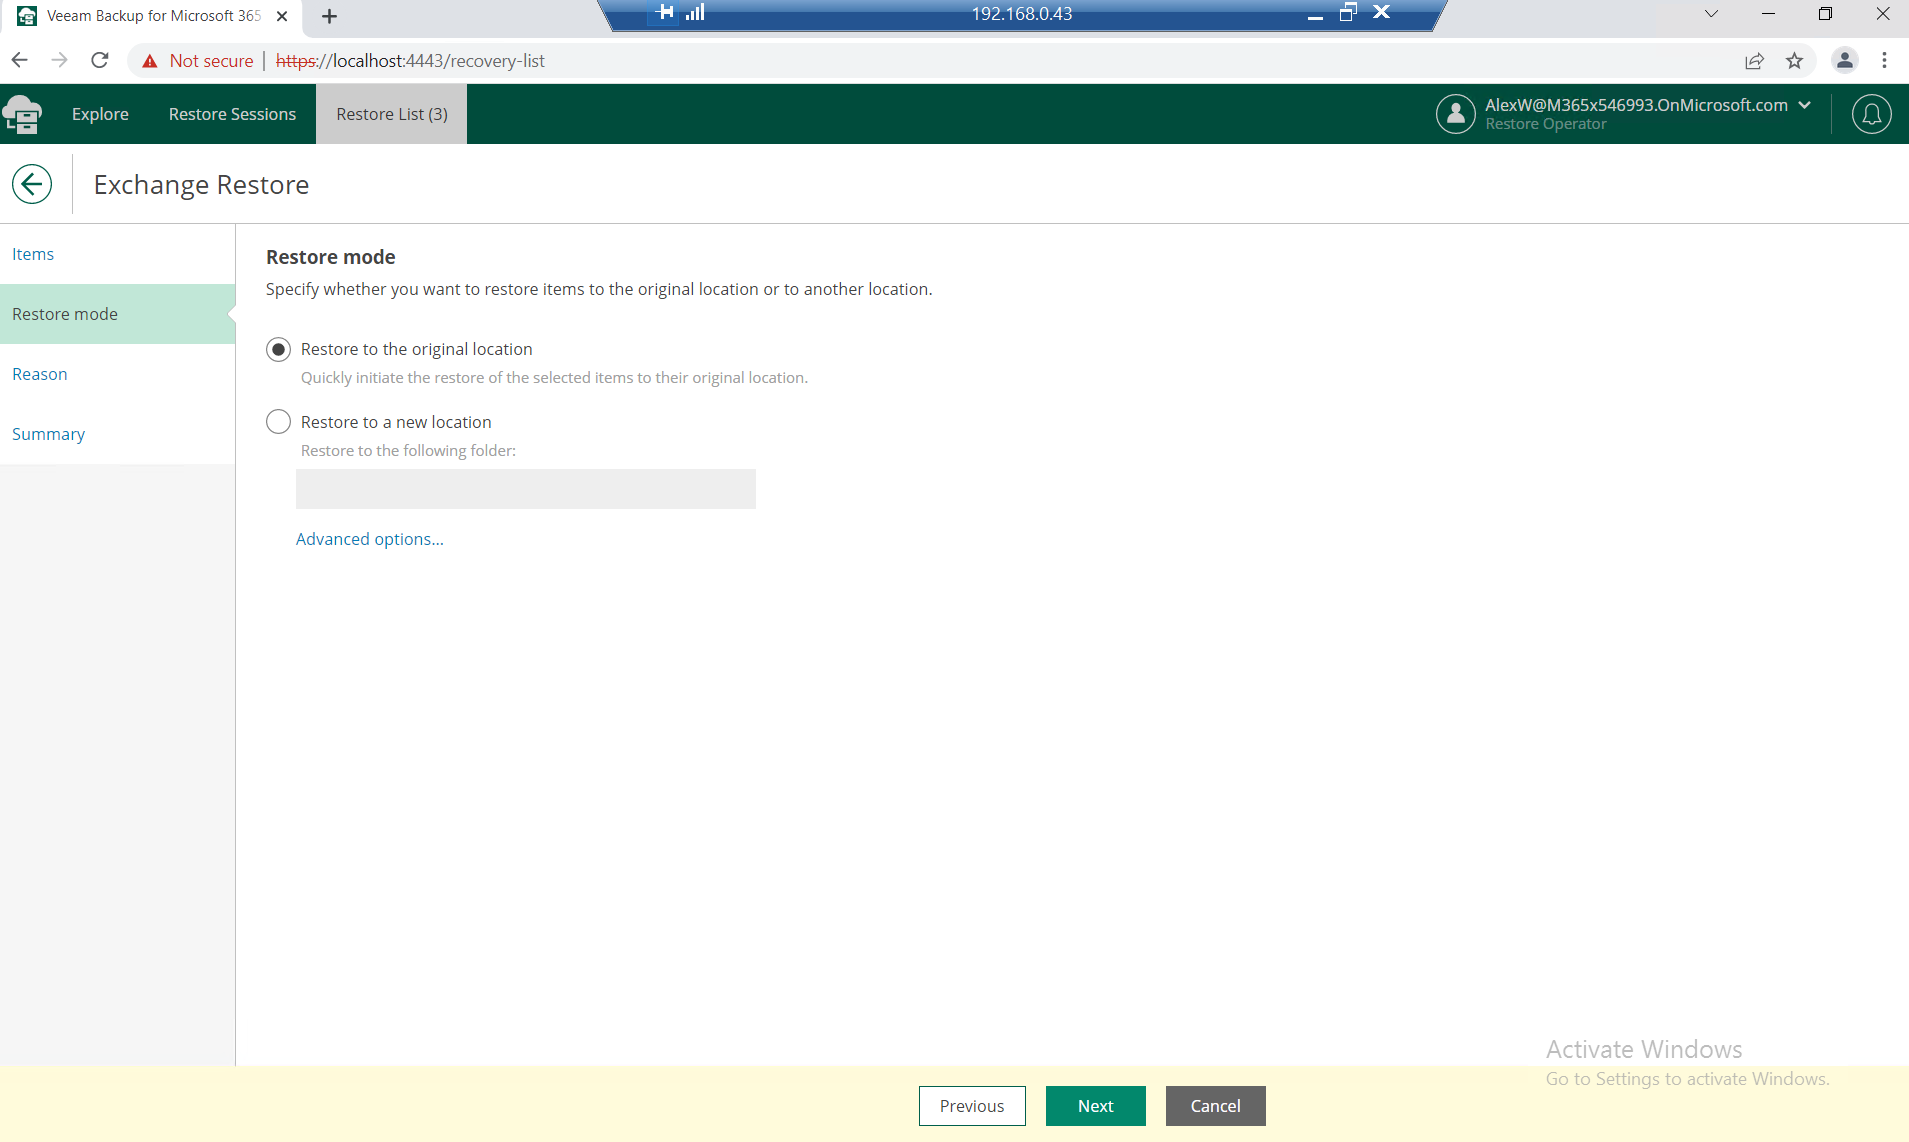 Veeam Backup for Microsoft 365
192.168.0.43
Not secure | https://localhost:4443/recovery-list
Explore
Restore Sessions
Restore List (3)
AlexW@M365x546993.OnMicrosoft.com
Restore Operator
Exchange Restore
Items
Restore mode
Reason
Summary
Restore mode
Specify whether you want to restore items to the original location or to another location.
Restore to the original location
Quickly initiate the restore of the selected items to their original location.
Restore to a new location
Restore to the following folder:
Advanced options...
Activate Windows
Go to Settings to activate Windows.
Previous
Next
Cancel